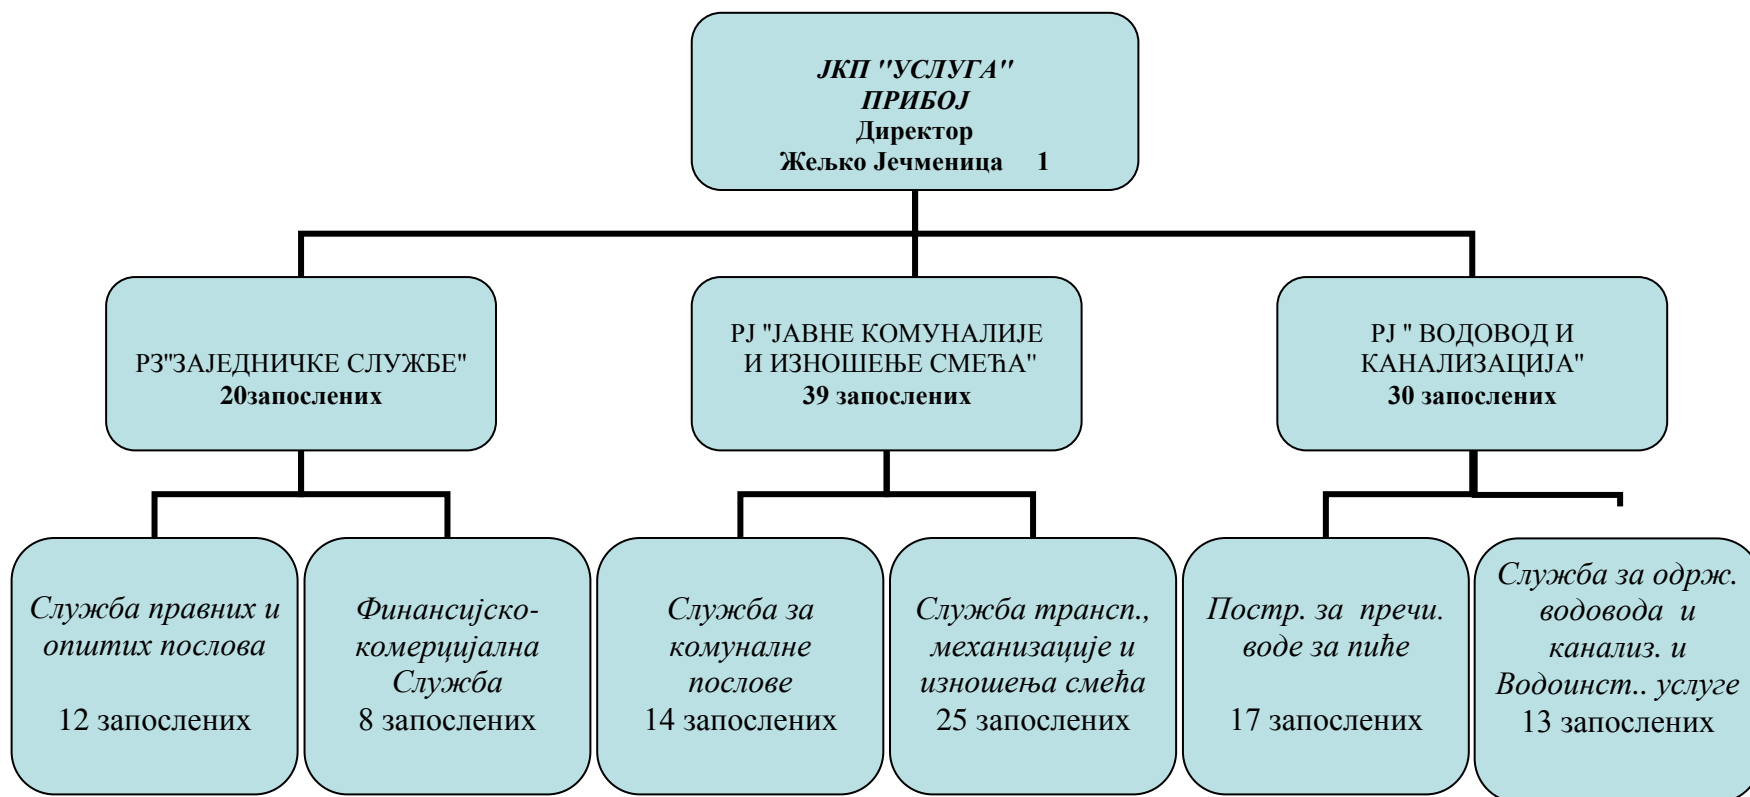 ЈКП "УСЛУГА"
ПРИБОЈ
Директор
Жељко Јечменица 1
РЗ"ЗАЈЕДНИЧКЕ СЛУЖБЕ"
20запослених
РЈ "ЈАВНЕ КОМУНАЛИЈЕ
И ИЗНОШЕЊЕ СМЕЋА"
39 запослених
РЈ " ВОДОВОД И
КАНАЛИЗАЦИЈА"
30 запослених
Служба правних и
општих послова
12 запослених
Финансијско-
комерцијална
Служба
8 запослених
Служба за
комуналне
послове
14 запослених
Служба трансп.,
механизације и
изношења смећа
25 запослених
Постр. за пречи.
воде за пиће
17 запослених
Служба за одрж.
водовода и
канализ. и
Водоинст.. услуге
13 запослених